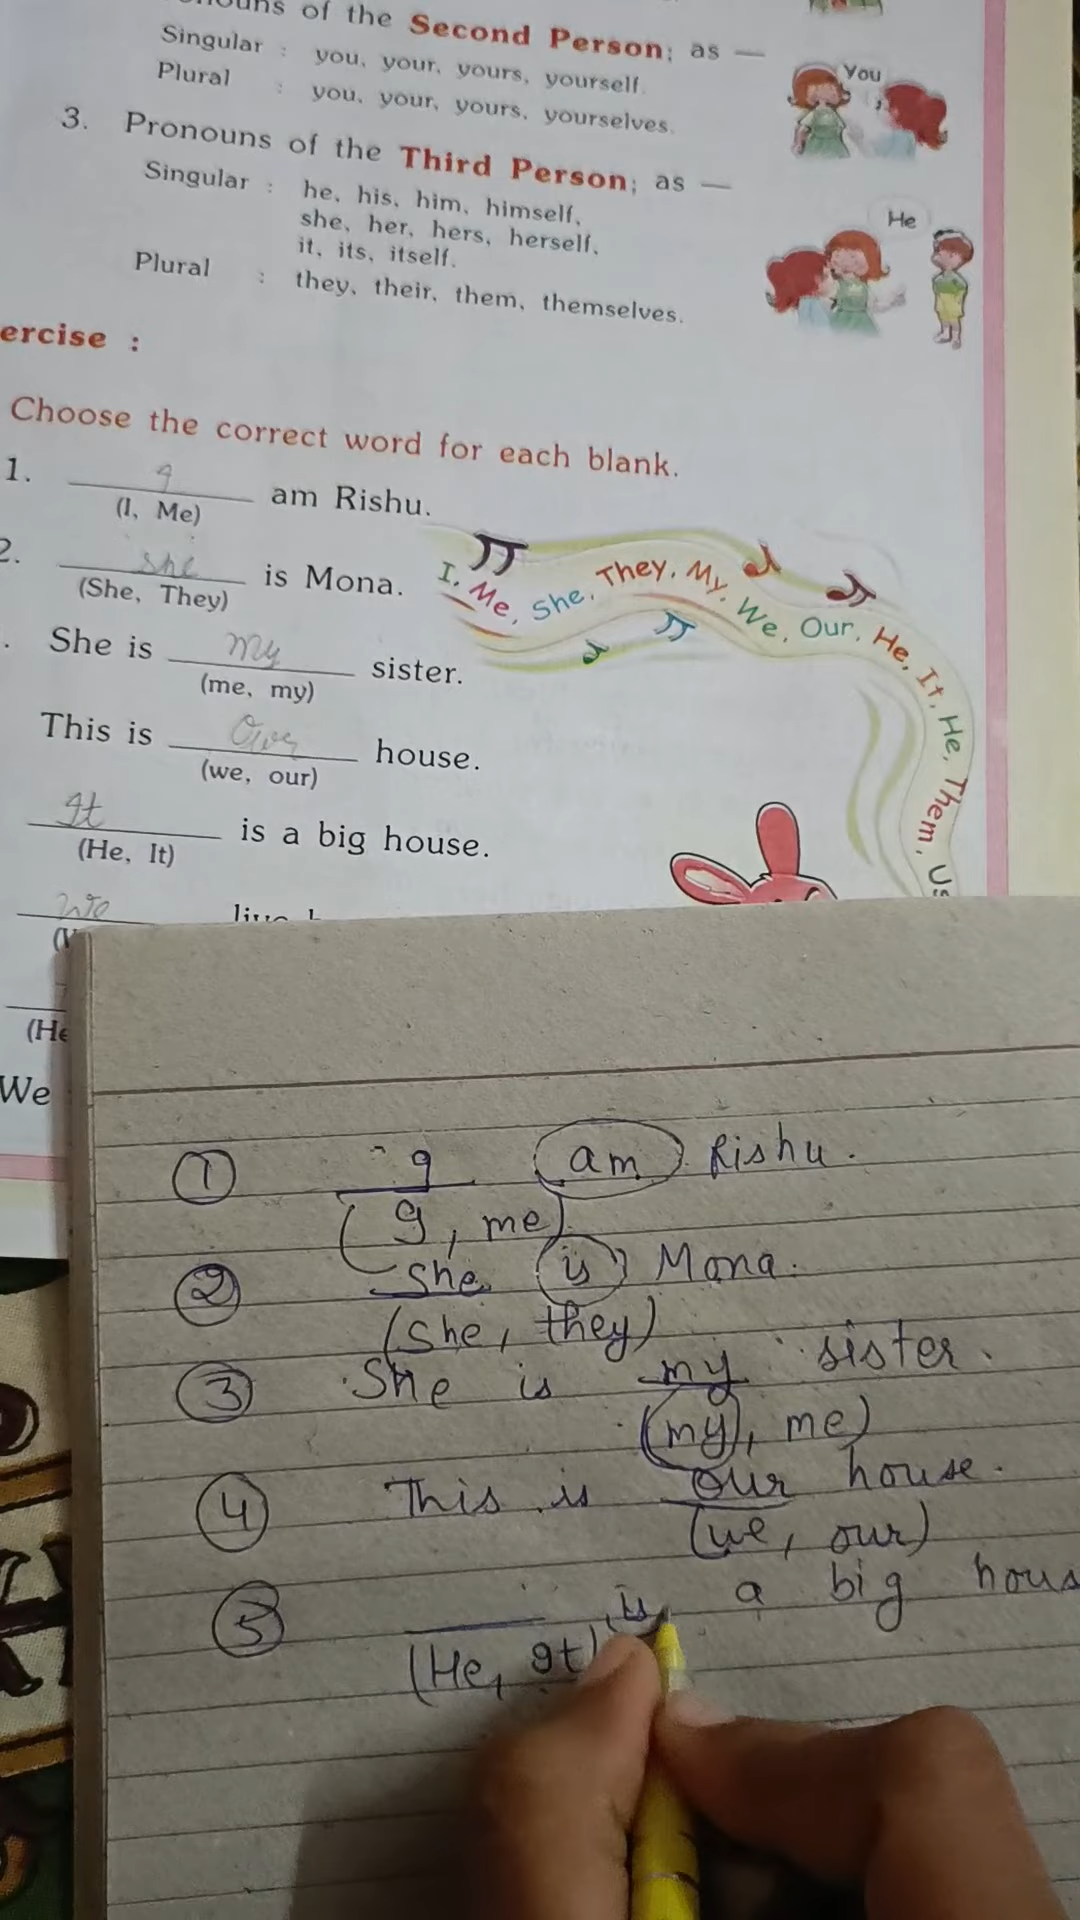 of the Second Person; as —
Singular : you, your, yours, yourself.
You
Plural : you, your, yours, yourselves.
3. Pronouns of the Third Person; as —
Singular : he, his, him, himself,
He
she, her, hers, herself,
it, its, itself.
Plural : they, their, them, themselves.
ercise :
Choose the correct word for each blank.
1. I am Rishu.
(I, Me)
2. She is Mona.
(She, They)
I, Me, She, They, My, We, Our, He, It, He, Them, Us
. She is my sister.
(me, my)
This is house.
(we, our)
It is a big house.
(He, It)
(He
We
1 I am Rishu.
(I, me)
2 She is Mona.
(She, they)
3 She is my sister.
(my, me)
4 This is our house.
(we, our)
5 is a big hous
(He, It)